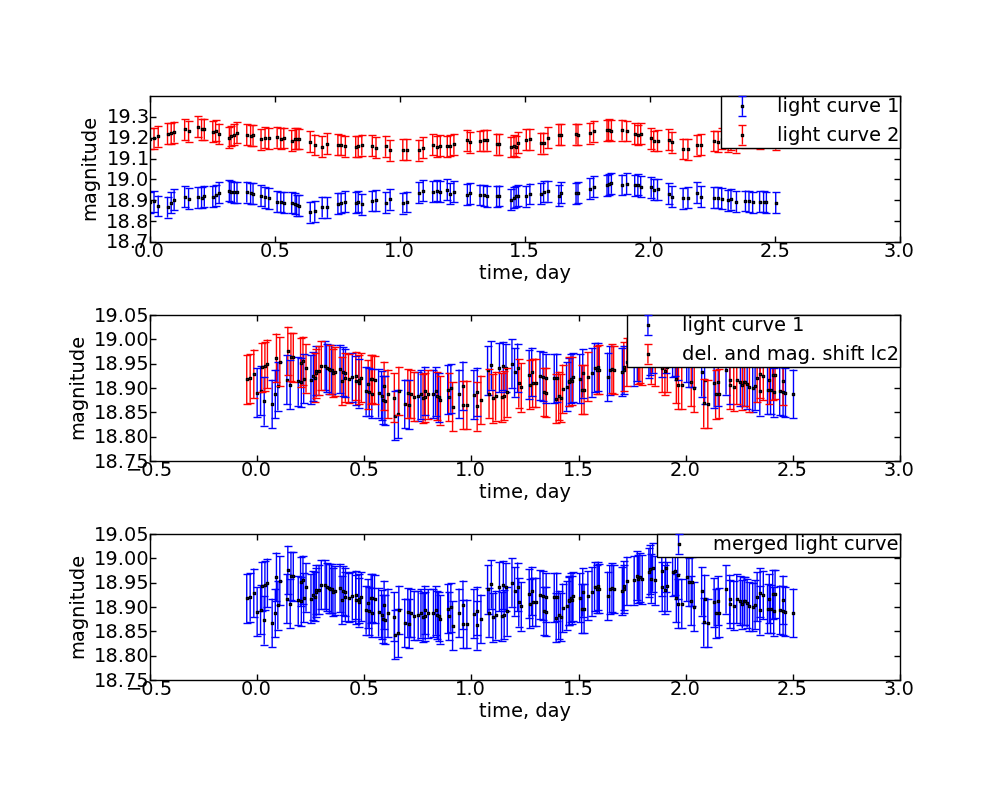 light curve 1
light curve 2
magnitude
19.3
19.2
19.1
19.0
18.9
18.8
18.7
0.0 0.5 1.0 1.5 2.0 2.5 3.0
time, day
light curve 1
del. and mag. shift lc2
magnitude
19.05
19.00
18.95
18.90
18.85
18.80
18.75
−0.5 0.0 0.5 1.0 1.5 2.0 2.5 3.0
time, day
merged light curve
magnitude
19.05
19.00
18.95
18.90
18.85
18.80
18.75
−0.5 0.0 0.5 1.0 1.5 2.0 2.5 3.0
time, day